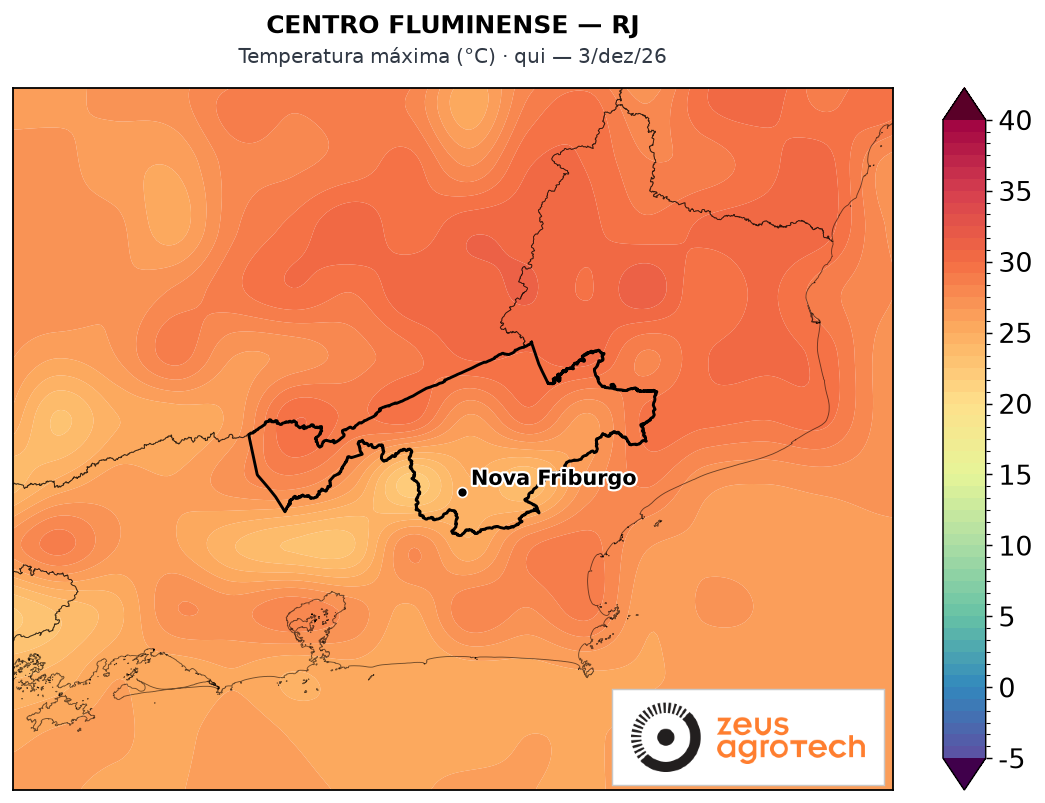 CENTRO FLUMINENSE — RJ
Temperatura máxima (°C) · qui — 3/dez/26
40
35
30
25
20
15
10
5
0
-5
Nova Friburgo
zeus
agrotech